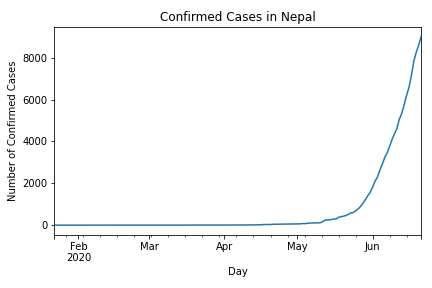 Confirmed Cases in Nepal
Number of Confirmed Cases
8000
6000
4000
2000
0
Feb
2020
Mar
Apr
May
Jun
Day